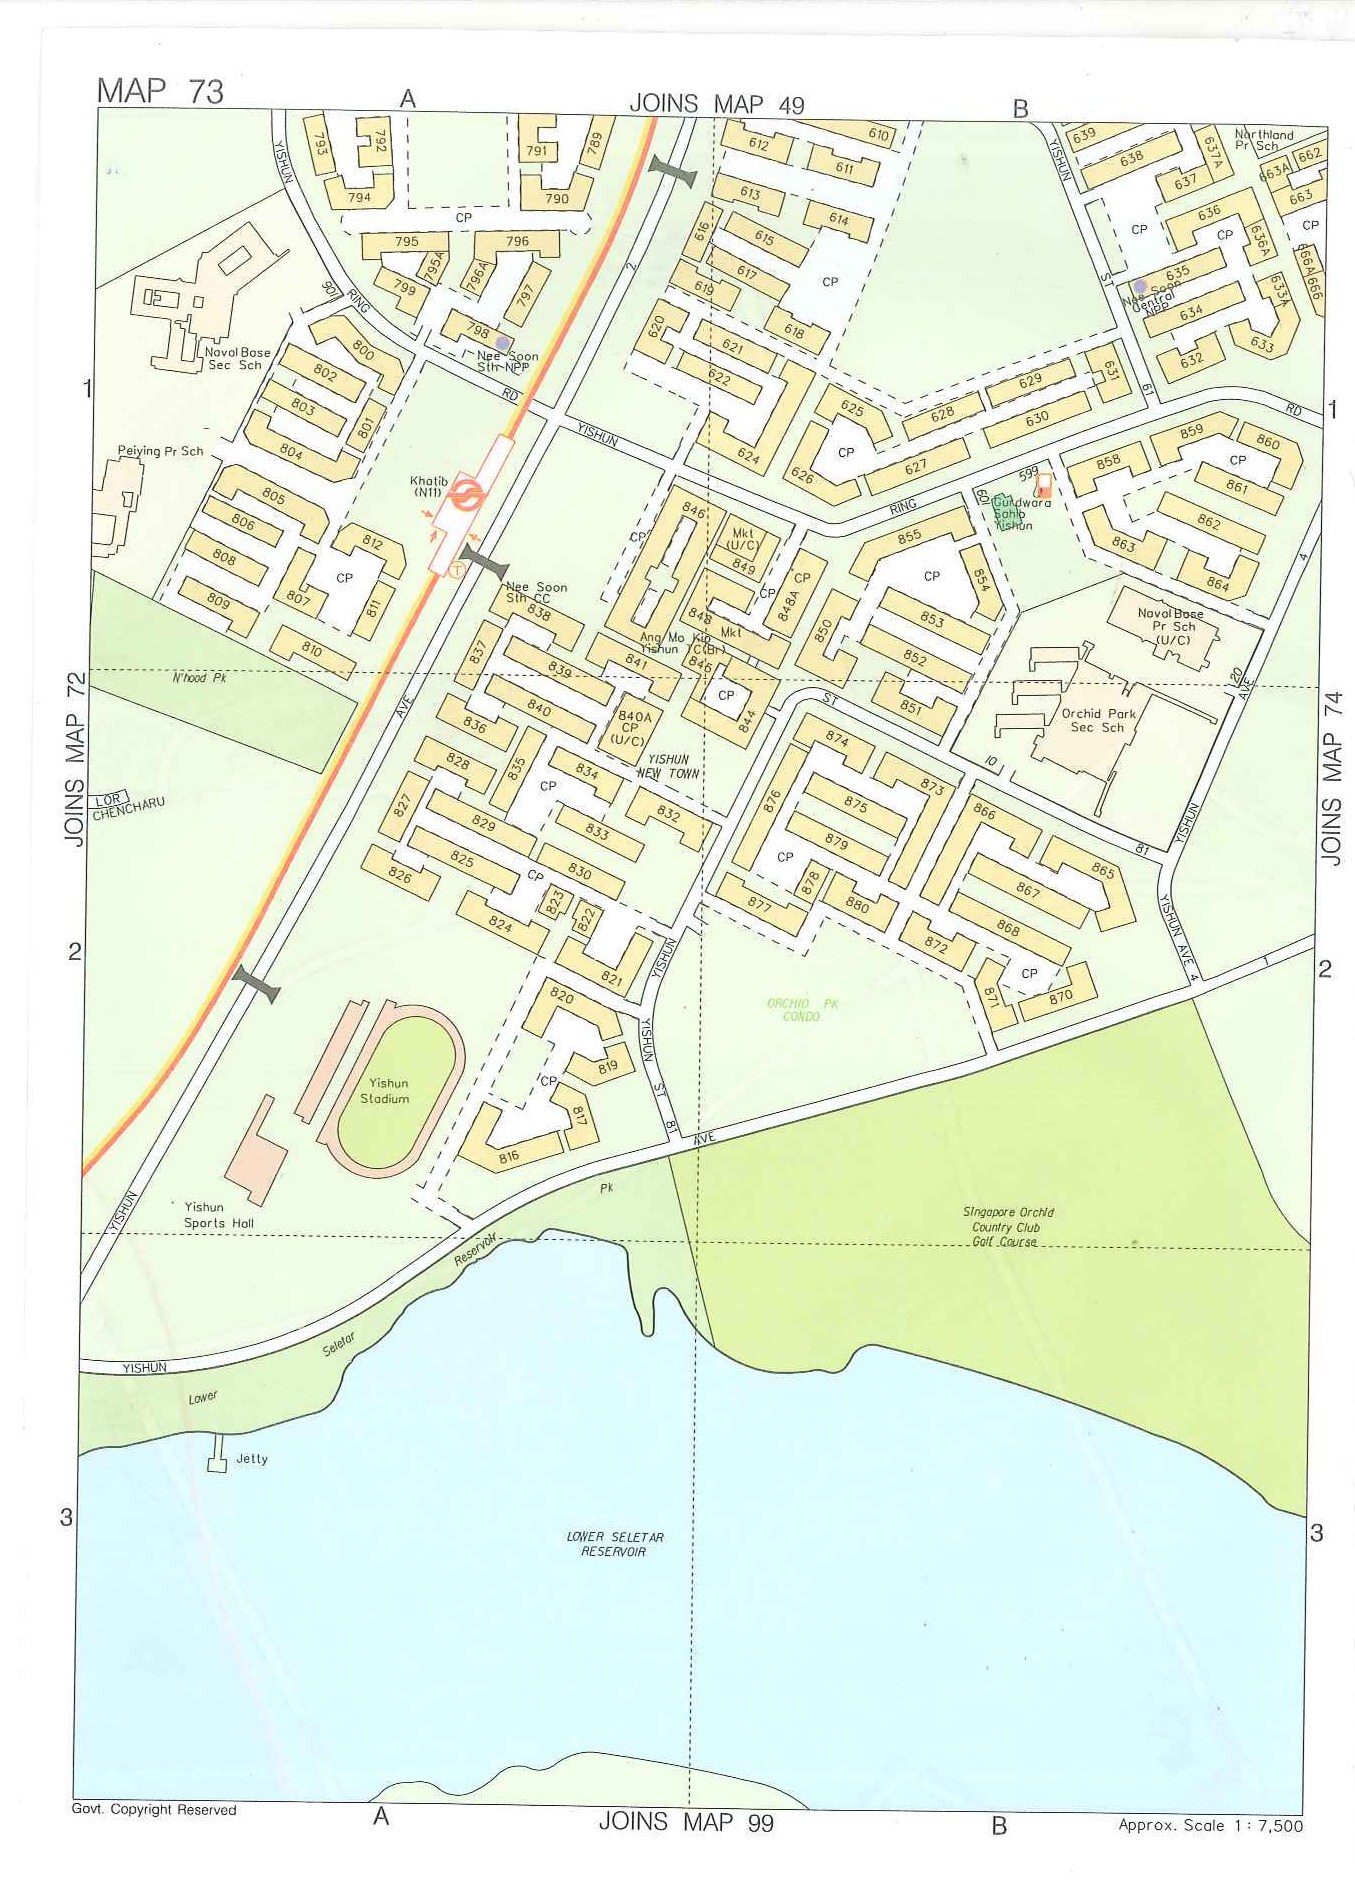 MAP 73
A
JOINS MAP 49
B
793
792
791
789
794
790
CP
795
796
795A
796A
799
797
798
Nee Soon
Sth NPP
YISHUN
RING
RD
901
Naval Base
Sec Sch
Peiying Pr Sch
800
802
803
801
804
805
806
808
809
812
CP
807
811
810
Khatib
(N11)
T
Nee Soon
Sth CC
2
610
612
611
613
614
616
615
617
CP
619
618
620
621
622
624
625
CP
626
627
628
629
630
631
YISHUN
ST
61
639
638
637A
637
Northland
Pr Sch
662
663A
663
CP
CP
636
CP
636A
635
666A
666
Nee Soon
Central
NPP
634
633A
633
632
1
1
YISHUN
RING
RD
599
601
Gurdwara
Sahib
Yishun
858
859
860
CP
861
862
863
864
4
855
CP
854
853
852
851
850
846
CP
Mkt
(U/C)
849
CP
CP
848A
848
Mkt
Ang Mo Kio
Yishun TC(Br)
846
CP
844
838
837
839
841
840
840A
CP
(U/C)
836
YISHUN
NEW TOWN
828
835
834
CP
832
827
829
833
825
CP
830
826
823
822
824
821
820
819
CP
817
816
N'hood Pk
AVE
JOINS MAP 72
LOR
CHENCHARU
Naval Base
Pr Sch
(U/C)
20
AVE
Orchid Park
Sec Sch
10
JOINS MAP 74
YISHUN
ST
81
874
873
876
875
879
CP
878
877
880
872
866
865
867
868
CP
871
870
YISHUN AVE 4
1
2
2
YISHUN
YISHUN
ST
81
AVE
ORCHID PK
CONDO
Yishun
Stadium
Yishun
Sports Hall
YISHUN
YISHUN
Lower
Seletar
Reservoir
Pk
Singapore Orchid
Country Club
Golf Course
Jetty
3
3
LOWER SELETAR
RESERVOIR
Govt. Copyright Reserved
A
JOINS MAP 99
B
Approx. Scale 1 : 7,500